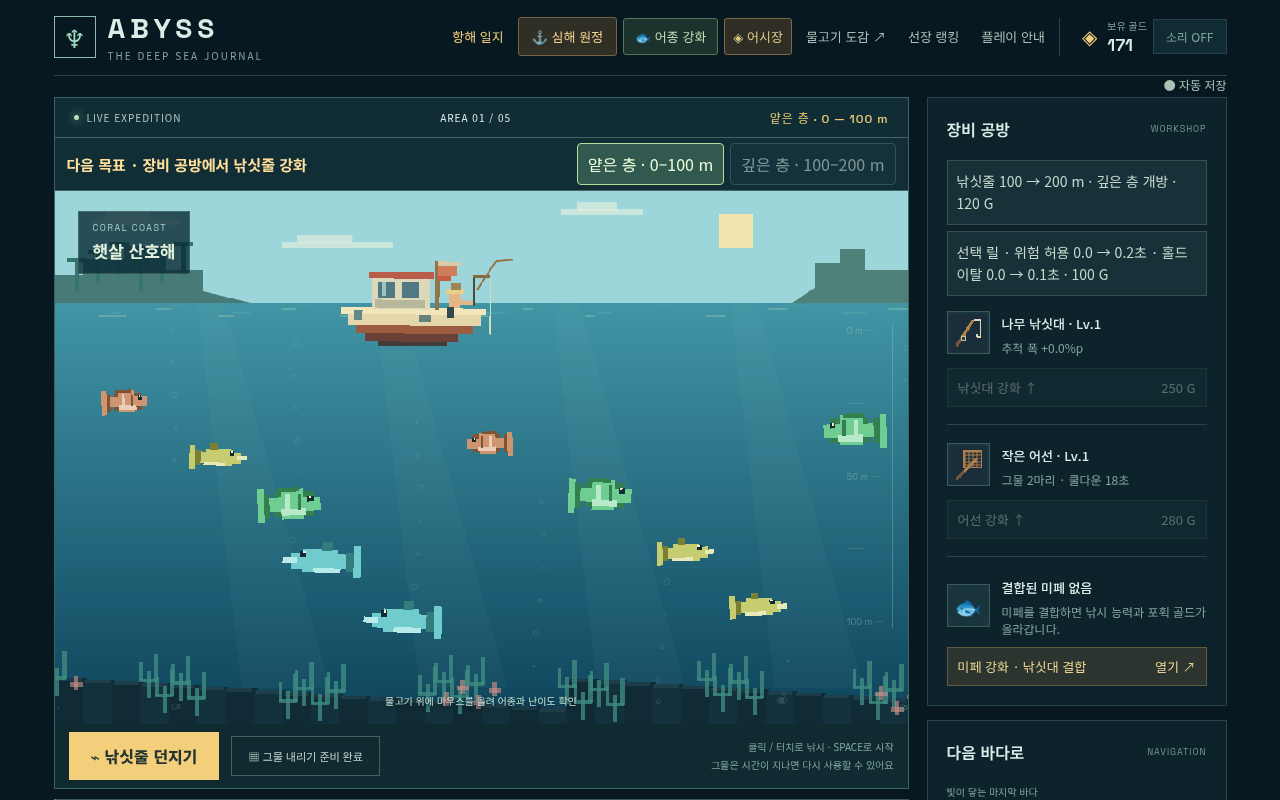 ABYSS
THE DEEP SEA JOURNAL
항해 일지
심해 원정
어종 강화
어시장
물고기 도감 ↗
선장 랭킹
플레이 안내
보유 골드
171
소리 OFF
자동 저장
LIVE EXPEDITION
AREA 01 / 05
얕은 층 · 0 — 100 m
다음 목표 · 장비 공방에서 낚싯줄 강화
얕은 층 · 0–100 m
깊은 층 · 100–200 m
CORAL COAST
햇살 산호해
0 m
50 m
100 m
물고기 위에 마우스를 올려 어종과 난이도 확인
낚싯줄 던지기
그물 내리기 준비 완료
클릭 / 터치로 낚시 · SPACE로 시작
그물은 시간이 지나면 다시 사용할 수 있어요
장비 공방
WORKSHOP
낚싯줄 100 → 200 m · 깊은 층 개방 ·
120 G
선택 릴 · 위험 허용 0.0 → 0.2초 · 홀드
이탈 0.0 → 0.1초 · 100 G
나무 낚싯대 · Lv.1
추적 폭 +0.0%p
낚싯대 강화 ↑
250 G
작은 어선 · Lv.1
그물 2마리 · 쿨다운 18초
어선 강화 ↑
280 G
결합된 미페 없음
미페를 결합하면 낚시 능력과 포획 골드가
올라갑니다.
미페 강화 · 낚싯대 결합
열기 ↗
다음 바다로
NAVIGATION
빛이 닿는 마지막 바다